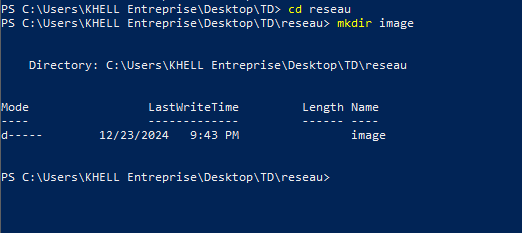 PS C:\Users\KHELL Entreprise\Desktop\TD> cd reseau
PS C:\Users\KHELL Entreprise\Desktop\TD\reseau> mkdir image
Directory: C:\Users\KHELL Entreprise\Desktop\TD\reseau
Mode                 LastWriteTime         Length Name
----                 -------------         ------ ----
d-----        12/23/2024   9:43 PM                image
PS C:\Users\KHELL Entreprise\Desktop\TD\reseau>